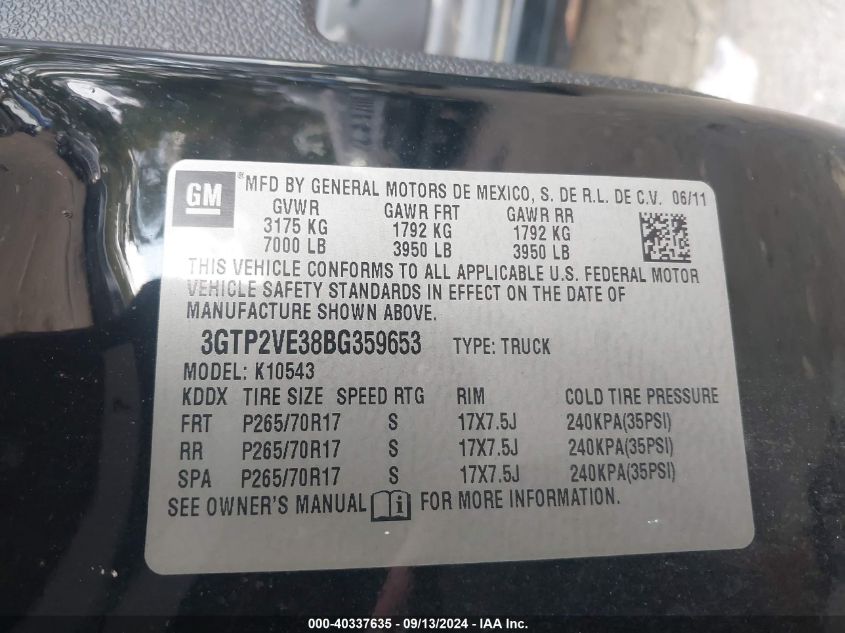 GM ® MFD BY GENERAL MOTORS DE MEXICO, S. DE R.L. DE C.V. 06/11
GVWR GAWR FRT GAWR RR
3175 KG 1792 KG 1792 KG
7000 LB 3950 LB 3950 LB
THIS VEHICLE CONFORMS TO ALL APPLICABLE U.S. FEDERAL MOTOR
VEHICLE SAFETY STANDARDS IN EFFECT ON THE DATE OF
MANUFACTURE SHOWN ABOVE.
3GTP2VE38BG359653 TYPE: TRUCK
MODEL: K10543
KDDX TIRE SIZE SPEED RTG RIM COLD TIRE PRESSURE
FRT P265/70R17 S 17X7.5J 240KPA(35PSI)
RR P265/70R17 S 17X7.5J 240KPA(35PSI)
SPA P265/70R17 S 17X7.5J 240KPA(35PSI)
SEE OWNER'S MANUAL i FOR MORE INFORMATION.
000-40337635 - 09/13/2024 - IAA Inc.